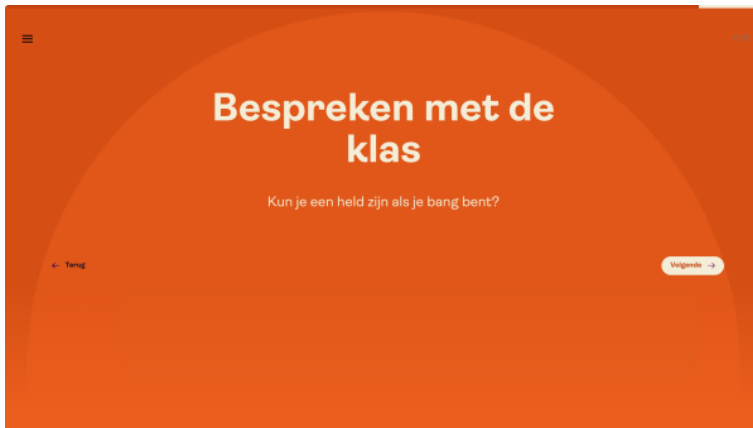 Bespreken met de
klas
Kun je een held zijn als je bang bent?
← Terug
Volgende →